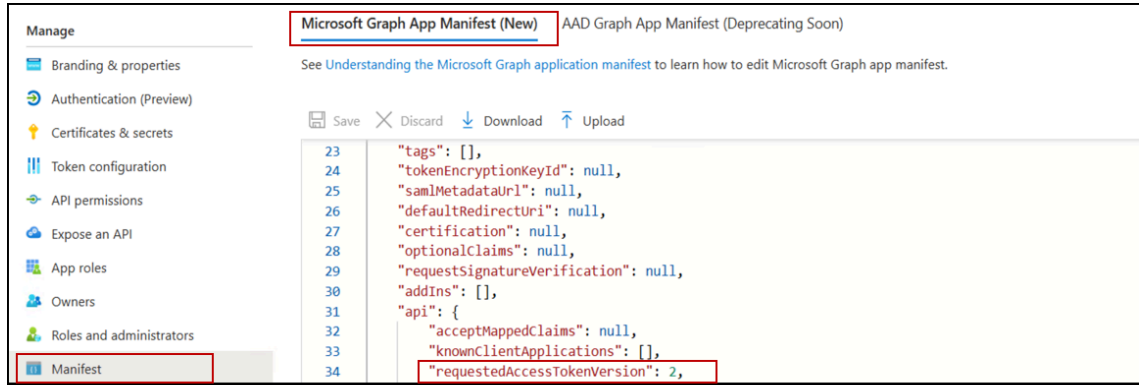 Manage
Branding & properties
Authentication (Preview)
Certificates & secrets
Token configuration
API permissions
Expose an API
App roles
Owners
Roles and administrators
Manifest
Microsoft Graph App Manifest (New) AAD Graph App Manifest (Deprecating Soon)
See Understanding the Microsoft Graph application manifest to learn how to edit Microsoft Graph app manifest.
Save Discard Download Upload
23 "tags": [],
24 "tokenEncryptionKeyId": null,
25 "samlMetadataUrl": null,
26 "defaultRedirectUri": null,
27 "certification": null,
28 "optionalClaims": null,
29 "requestSignatureVerification": null,
30 "addIns": [],
31 "api": {
32 "acceptMappedClaims": null,
33 "knownClientApplications": [],
34 "requestedAccessTokenVersion": 2,